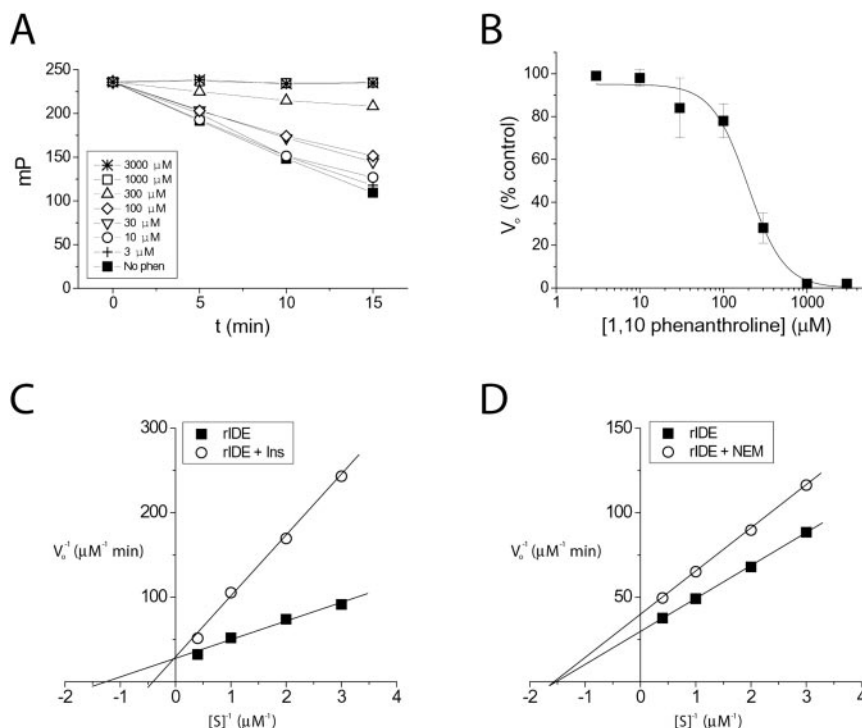 A
250
200
150
100
50
0
mP
3000 μM
1000 μM
300 μM
100 μM
30 μM
10 μM
3 μM
No phen
0 5 10 15
t (min)
B
100
80
60
40
20
0
V₀ (% control)
1 10 100 1000
[1,10 phenanthroline] (μM)
C
300
200
100
rIDE
rIDE + Ins
V₀⁻¹ (μM⁻¹ min)
-2 -1 0 1 2 3 4
[S]⁻¹ (μM⁻¹)
D
150
100
50
rIDE
rIDE + NEM
V₀⁻¹ (μM⁻¹ min)
-2 -1 0 1 2 3 4
[S]⁻¹ (μM⁻¹)